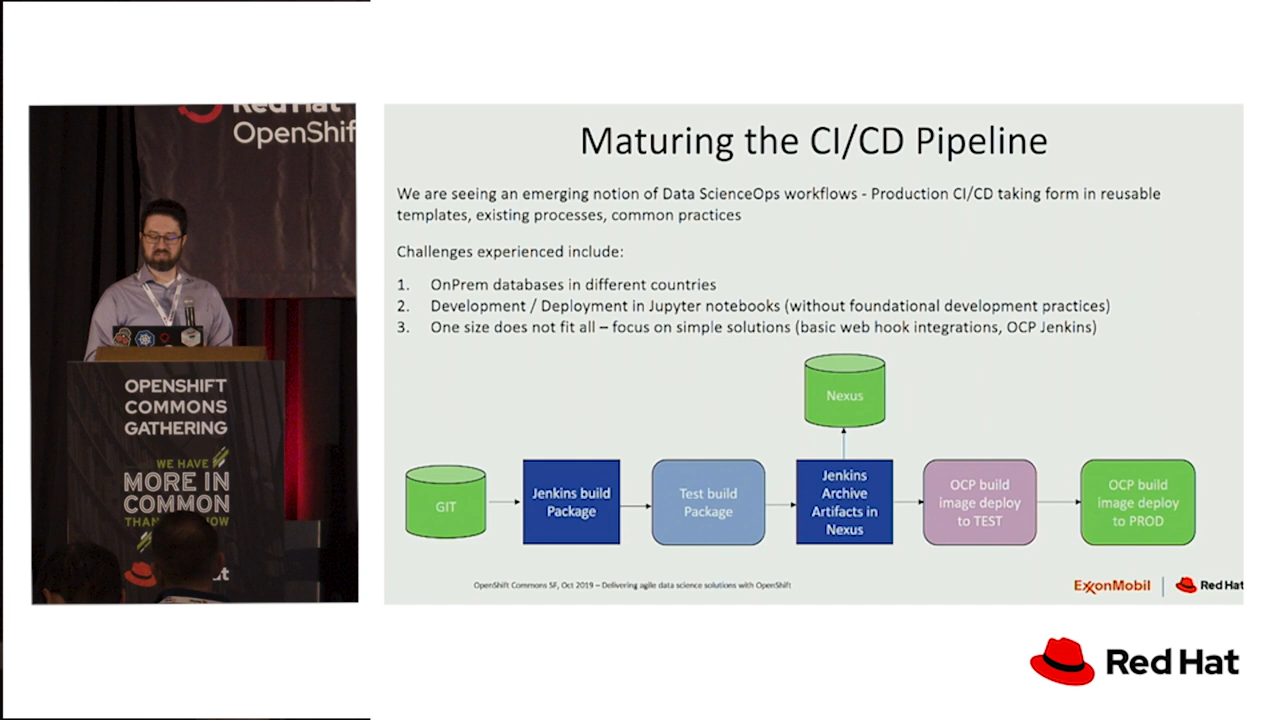 Red Hat
OpenShif
OPENSHIFT
COMMONS
GATHERING
WE HAVE
MORE IN
COMMON
Maturing the CI/CD Pipeline
We are seeing an emerging notion of Data ScienceOps workflows - Production CI/CD taking form in reusable
templates, existing processes, common practices
Challenges experienced include:
1. OnPrem databases in different countries
2. Development / Deployment in Jupyter notebooks (without foundational development practices)
3. One size does not fit all – focus on simple solutions (basic web hook integrations, OCP Jenkins)
Nexus
GIT
Jenkins build
Package
Test build
Package
Jenkins
Archive
Artifacts in
Nexus
OCP build
image deploy
to TEST
OCP build
image deploy
to PROD
OpenShift Commons SF, Oct 2019 – Delivering agile data science solutions with OpenShift
ExxonMobil
Red Hat
Red Hat